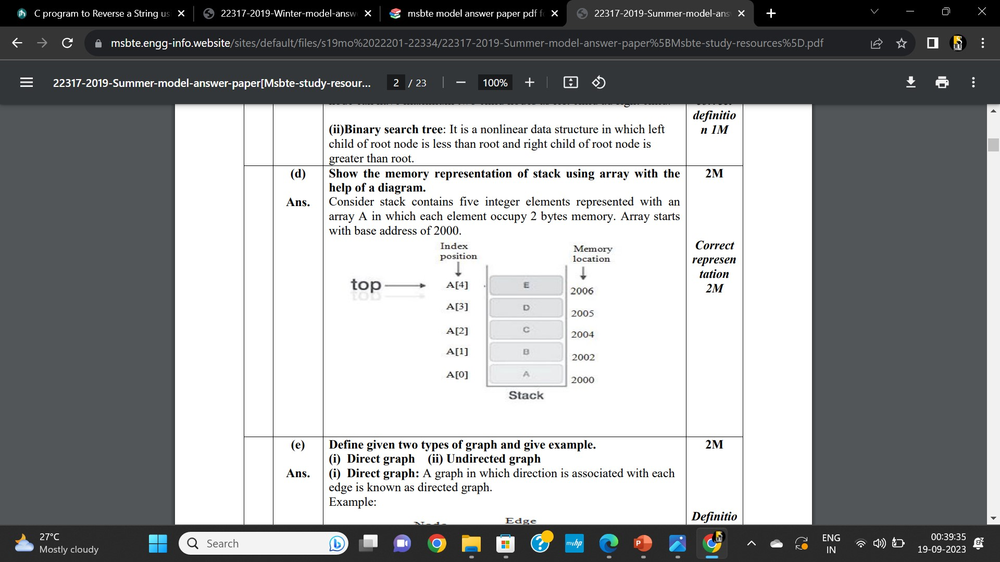 C program to Reverse a String us
22317-2019-Winter-model-answ
msbte model answer paper pdf f
22317-2019-Summer-model-ans
msbte.engg-info.website/sites/default/files/s19mo%2022201-22334/22317-2019-Summer-model-answer-paper%5BMsbte-study-resources%5D.pdf
22317-2019-Summer-model-answer-paper[Msbte-study-resour...
2 / 23
100%
definitio
n 1M
(ii)Binary search tree: It is a nonlinear data structure in which left
child of root node is less than root and right child of root node is
greater than root.
(d) Show the memory representation of stack using array with the 2M
help of a diagram.
Ans. Consider stack contains five integer elements represented with an
array A in which each element occupy 2 bytes memory. Array starts
with base address of 2000.
Correct
represen
tation
2M
Index
position
Memory
location
top A[4] E 2006
A[3] D 2005
A[2] C 2004
A[1] B 2002
A[0] A 2000
Stack
(e) Define given two types of graph and give example. 2M
(i) Direct graph (ii) Undirected graph
Ans. (i) Direct graph: A graph in which direction is associated with each
edge is known as directed graph.
Example:
Definitio
Edge
27°C
Mostly cloudy
Search
myhp
ENG
IN
00:39:35
19-09-2023